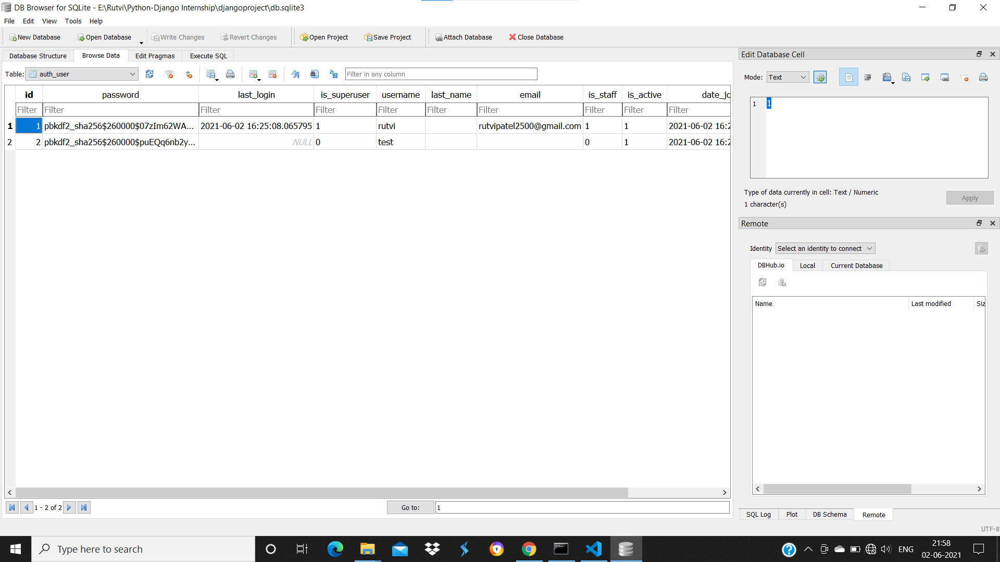 DB Browser for SQLite - E:\Rutvi\Python-Django Internship\djangoproject\db.sqlite3
File Edit View Tools Help
New Database Open Database Write Changes Revert Changes Open Project Save Project Attach Database Close Database
Database Structure Browse Data Edit Pragmas Execute SQL
Table: auth_user Filter in any column
id password last_login is_superuser username last_name email is_staff is_active date_jo
Filter Filter Filter Filter Filter Filter Filter Filter Filter Filter
1 1 pbkdf2_sha256$260000$07zIm62WA... 2021-06-02 16:25:08.065795 1 rutvi rutvipatel2500@gmail.com 1 1 2021-06-02 16:2
2 2 pbkdf2_sha256$260000$puEQq6nb2y... NULL 0 test 0 1 2021-06-02 16:2
1 - 2 of 2 Go to: 1
Edit Database Cell
Mode: Text
1 1
Type of data currently in cell: Text / Numeric
1 character(s)
Apply
Remote
Identity Select an identity to connect
DBHub.io Local Current Database
Name Last modified Siz
SQL Log Plot DB Schema Remote
UTF-8
Type here to search
ENG
21:58
02-06-2021